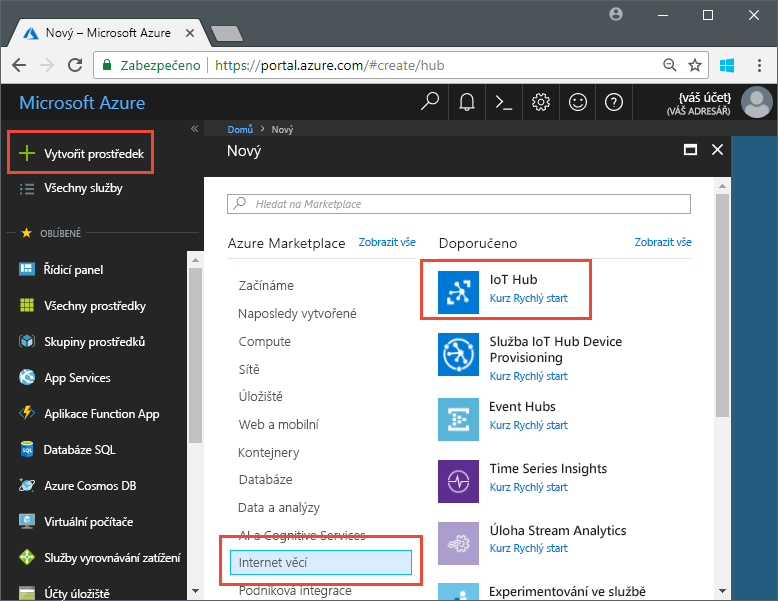 Nový – Microsoft Azure
Zabezpečeno
https://portal.azure.com/#create/hub
Microsoft Azure
{váš účet}
(VÁŠ ADRESÁŘ)
Domů > Nový
Nový
Vytvořit prostředek
Všechny služby
OBLÍBENÉ
Řídicí panel
Všechny prostředky
Skupiny prostředků
App Services
Aplikace Function App
Databáze SQL
Azure Cosmos DB
Virtuální počítače
Služby vyrovnávání zatížení
Účty úložiště
Hledat na Marketplace
Azure Marketplace Zobrazit vše
Začínáme
Naposledy vytvořené
Compute
Sítě
Úložiště
Web a mobilní
Kontejnery
Databáze
Data a analýzy
AI a Cognitive Services
Internet věcí
Podniková integrace
Doporučeno Zobrazit vše
IoT Hub
Kurz Rychlý start
Služba IoT Hub Device
Provisioning
Kurz Rychlý start
Event Hubs
Kurz Rychlý start
Time Series Insights
Kurz Rychlý start
Úloha Stream Analytics
Kurz Rychlý start
Experimentování ve službě